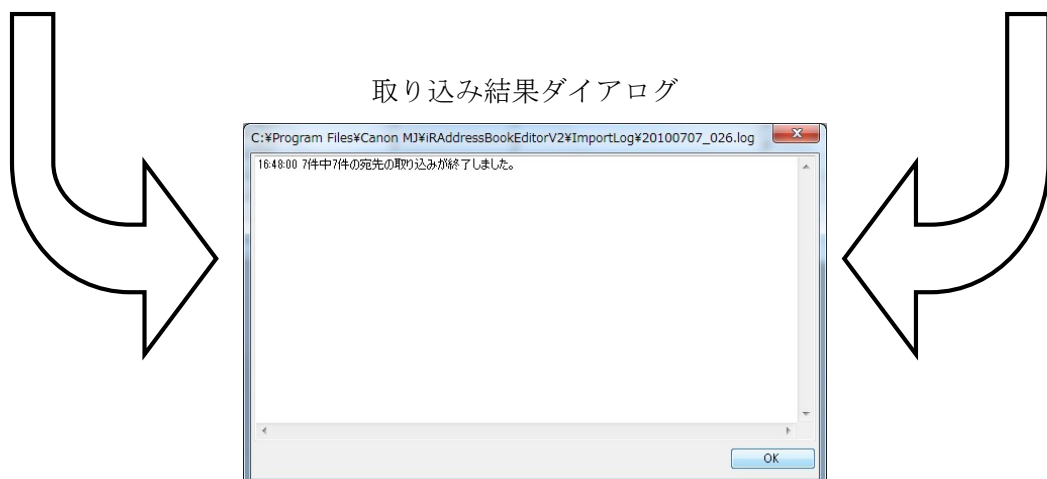 取り込み結果ダイアログ
C:¥Program Files¥Canon MJ¥iRAddressBookEditorV2¥ImportLog¥20100707_026.log
16:48:00 7件中7件の宛先の取り込みが終了しました。
OK